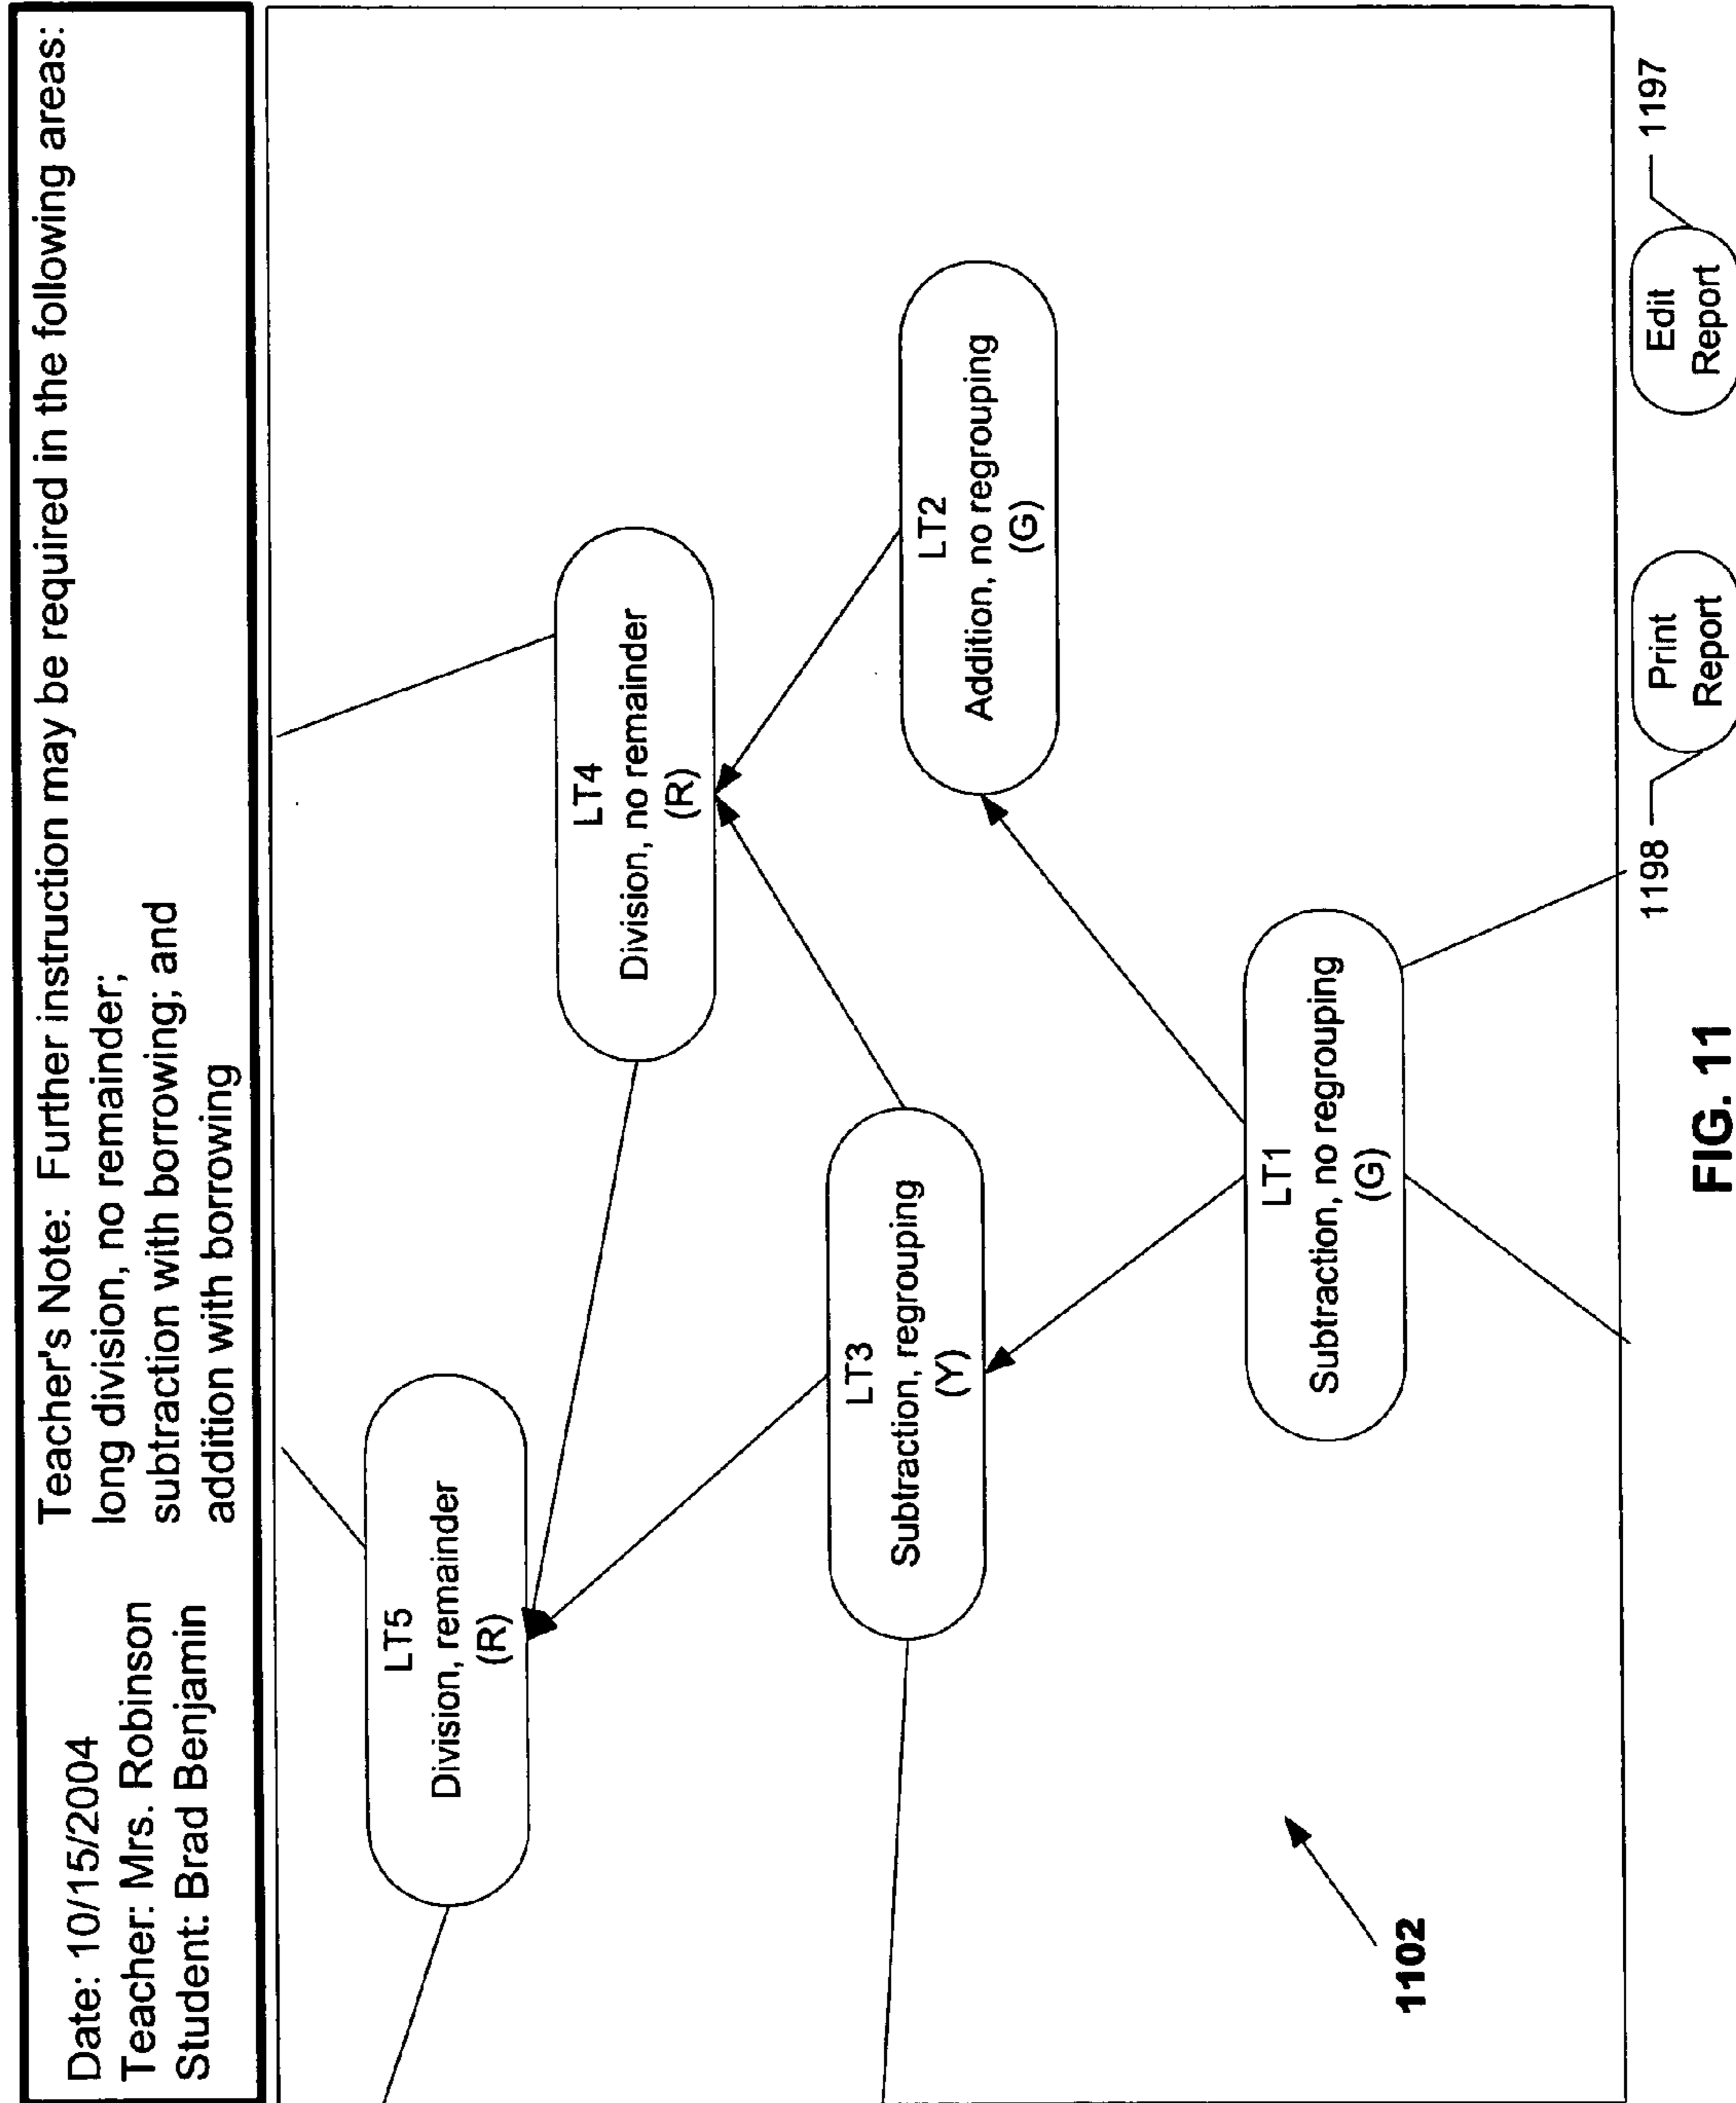 Date: 10/15/2004
Teacher: Mrs. Robinson
Student: Brad Benjamin
Teacher's Note: Further instruction may be required in the following areas:
long division, no remainder;
subtraction with borrowing; and
addition with borrowing
LT5
Division, remainder
(R)
LT4
Division, no remainder
(R)
LT3
Subtraction, regrouping
(Y)
LT2
Addition, no regrouping
(G)
LT1
Subtraction, no regrouping
(G)
1102
1198
Print
Report
Edit
Report
1197
FIG. 11